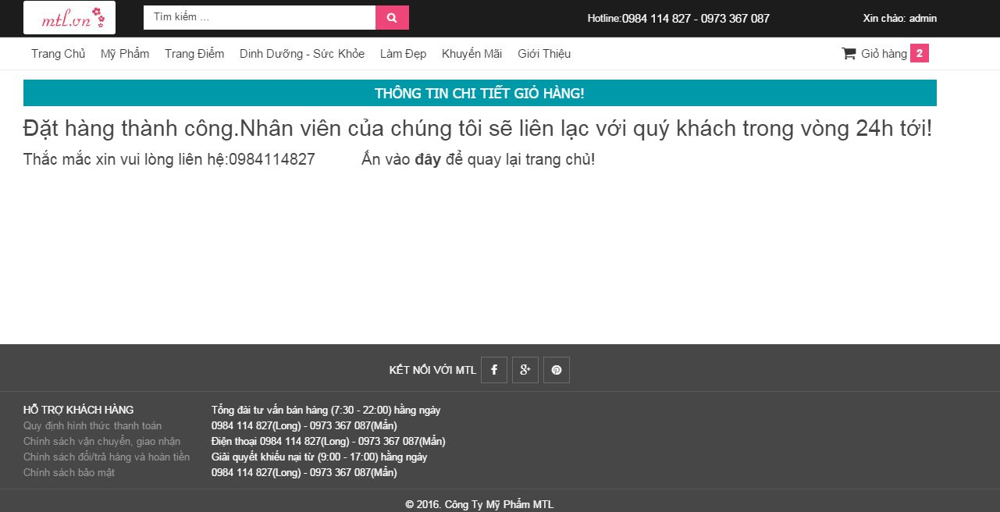 mtl.vn Tìm kiếm ... Hotline:0984 114 827 - 0973 367 087 Xin chào: admin
Trang Chủ Mỹ Phẩm Trang Điểm Dinh Dưỡng - Sức Khỏe Làm Đẹp Khuyến Mãi Giới Thiệu Giỏ hàng 2
THÔNG TIN CHI TIẾT GIỎ HÀNG!
Đặt hàng thành công.Nhân viên của chúng tôi sẽ liên lạc với quý khách trong vòng 24h tới!
Thắc mắc xin vui lòng liên hệ:0984114827 Ấn vào đây để quay lại trang chủ!
KẾT NỐI VỚI MTL
HỖ TRỢ KHÁCH HÀNG
Quy định hình thức thanh toán
Chính sách vận chuyển, giao nhận
Chính sách đổi/trả hàng và hoàn tiền
Chính sách bảo mật
Tổng đài tư vấn bán hàng (7:30 - 22:00) hằng ngày
0984 114 827(Long) - 0973 367 087(Mẫn)
Điện thoại 0984 114 827(Long) - 0973 367 087(Mẫn)
Giải quyết khiếu nại từ (9:00 - 17:00) hằng ngày
0984 114 827(Long) - 0973 367 087(Mẫn)
© 2016. Công Ty Mỹ Phẩm MTL